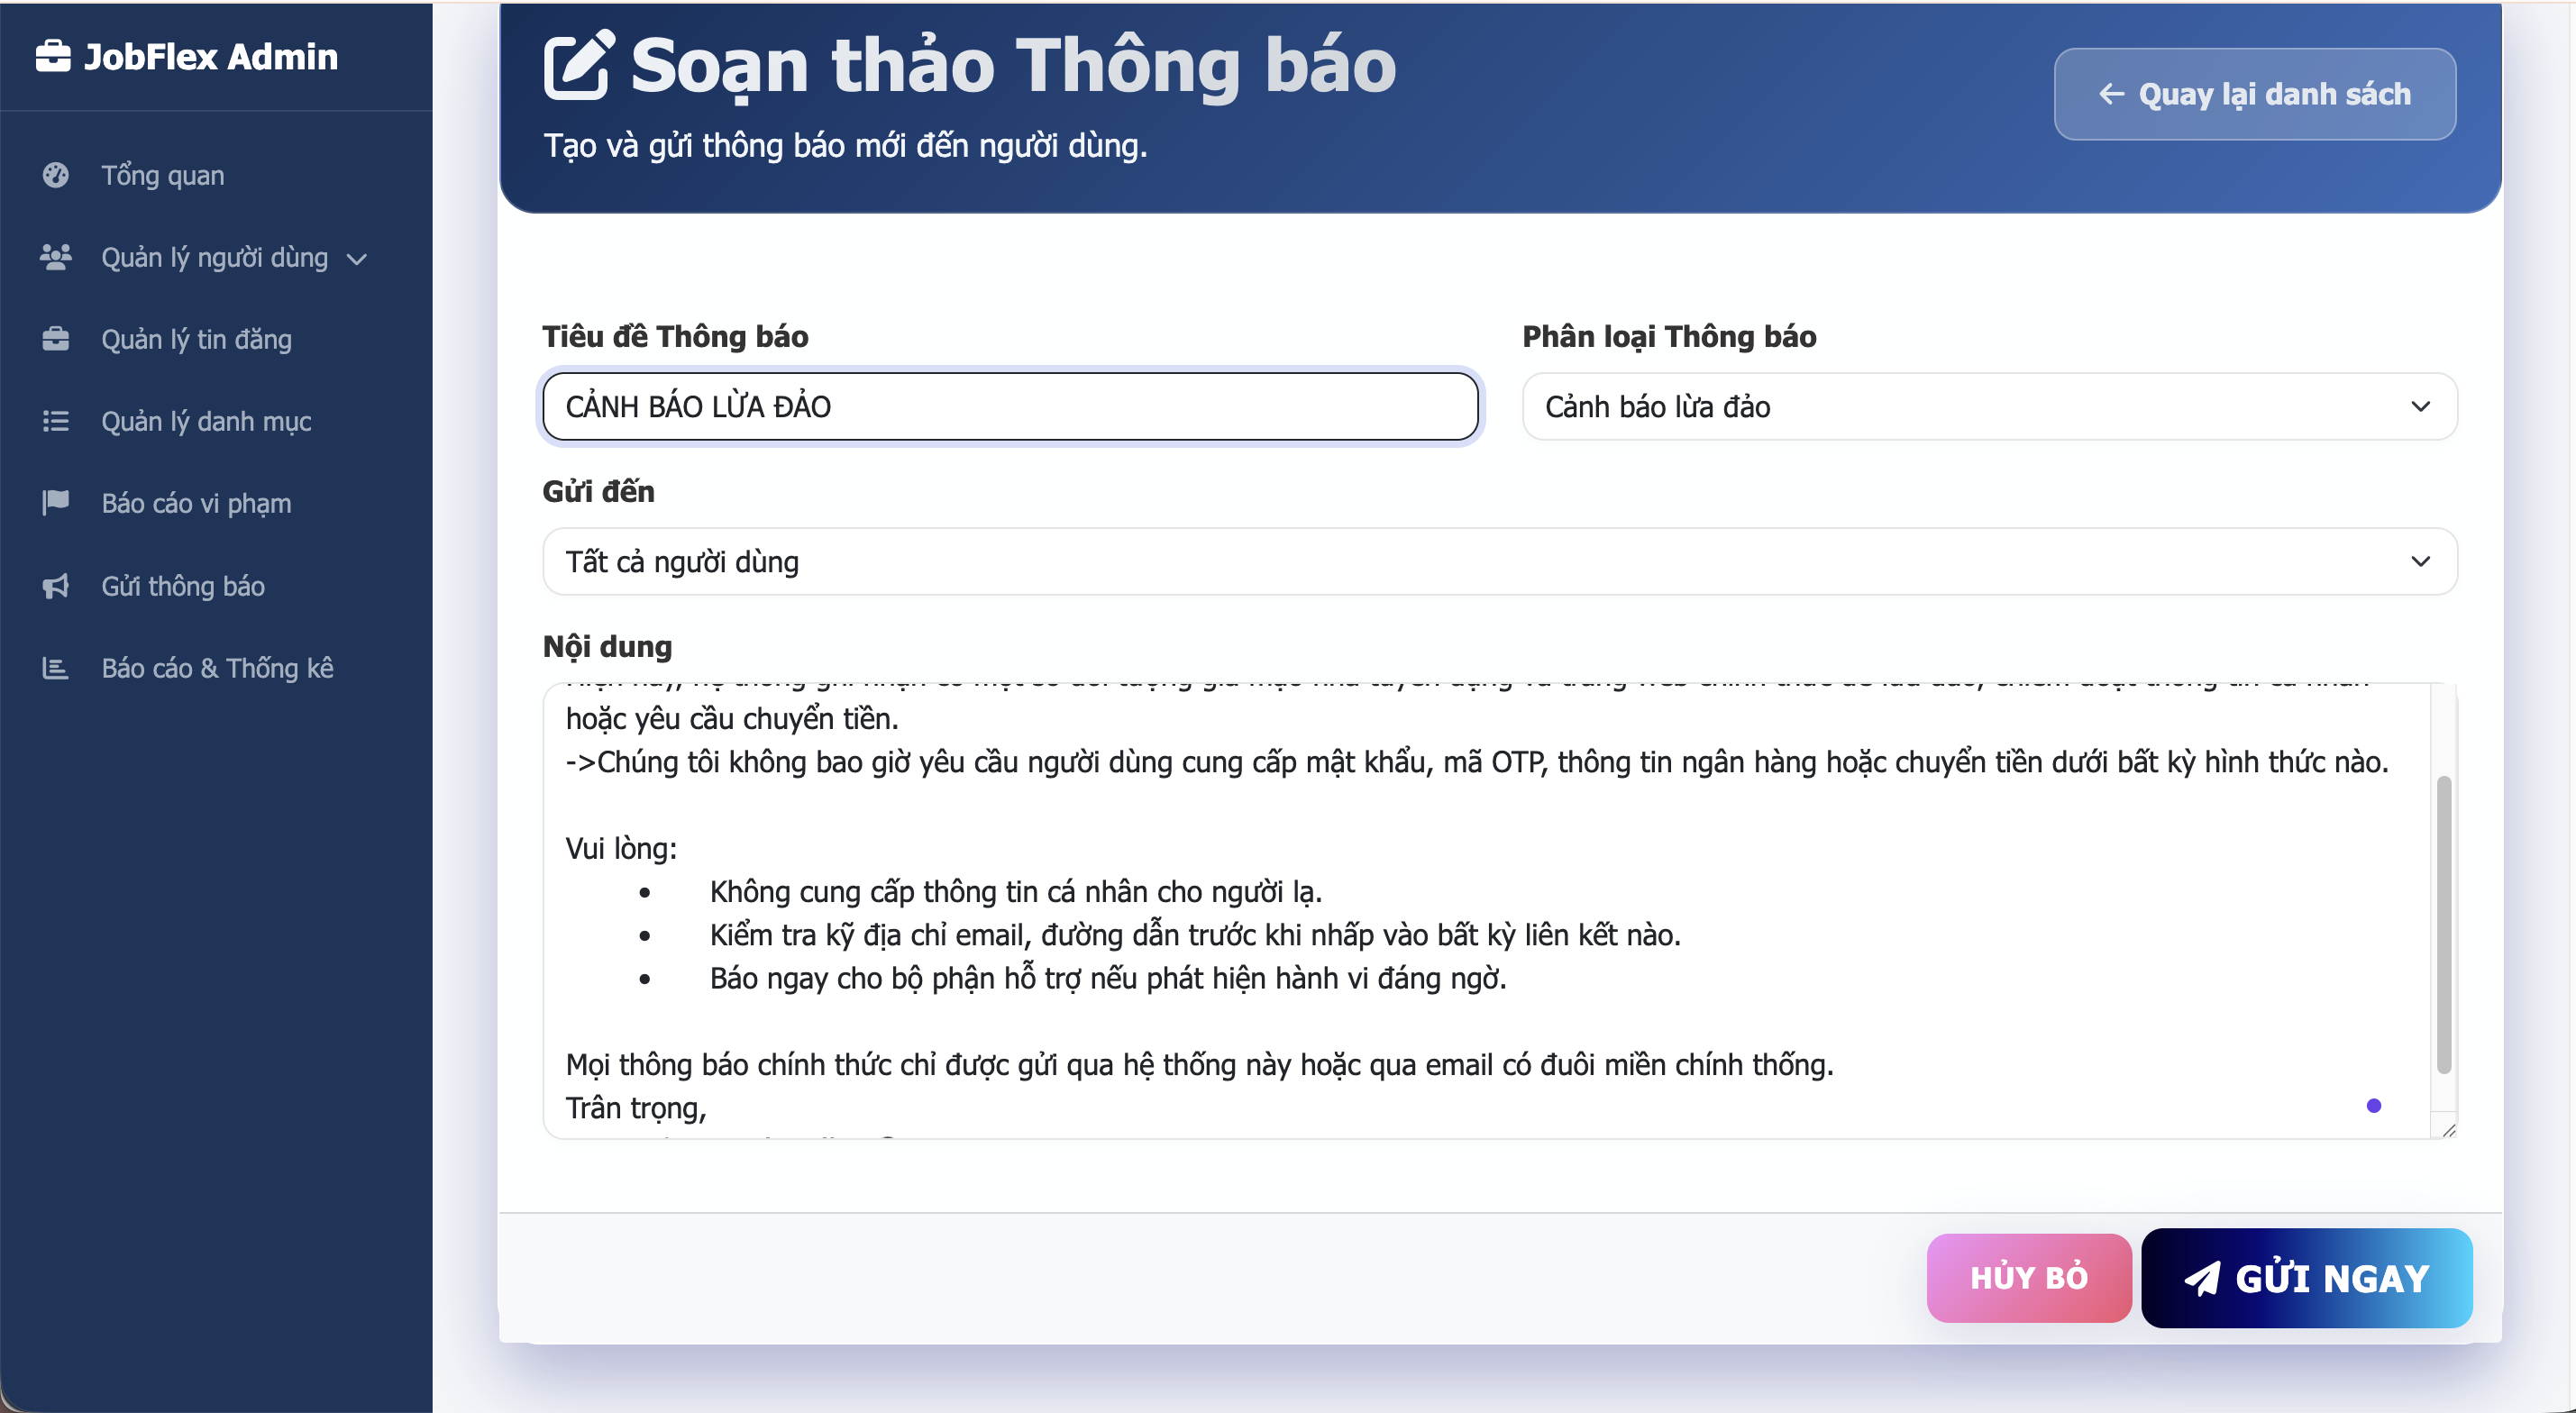 JobFlex Admin
Tổng quan
Quản lý người dùng
Quản lý tin đăng
Quản lý danh mục
Báo cáo vi phạm
Gửi thông báo
Báo cáo & Thống kê
Soạn thảo Thông báo
Tạo và gửi thông báo mới đến người dùng.
← Quay lại danh sách
Tiêu đề Thông báo
CẢNH BÁO LỪA ĐẢO
Phân loại Thông báo
Cảnh báo lừa đảo
Gửi đến
Tất cả người dùng
Nội dung
hoặc yêu cầu chuyển tiền.
->Chúng tôi không bao giờ yêu cầu người dùng cung cấp mật khẩu, mã OTP, thông tin ngân hàng hoặc chuyển tiền dưới bất kỳ hình thức nào.
Vui lòng:
• Không cung cấp thông tin cá nhân cho người lạ.
• Kiểm tra kỹ địa chỉ email, đường dẫn trước khi nhấp vào bất kỳ liên kết nào.
• Báo ngay cho bộ phận hỗ trợ nếu phát hiện hành vi đáng ngờ.
Mọi thông báo chính thức chỉ được gửi qua hệ thống này hoặc qua email có đuôi miền chính thống.
Trân trọng,
HỦY BỎ
GỬI NGAY